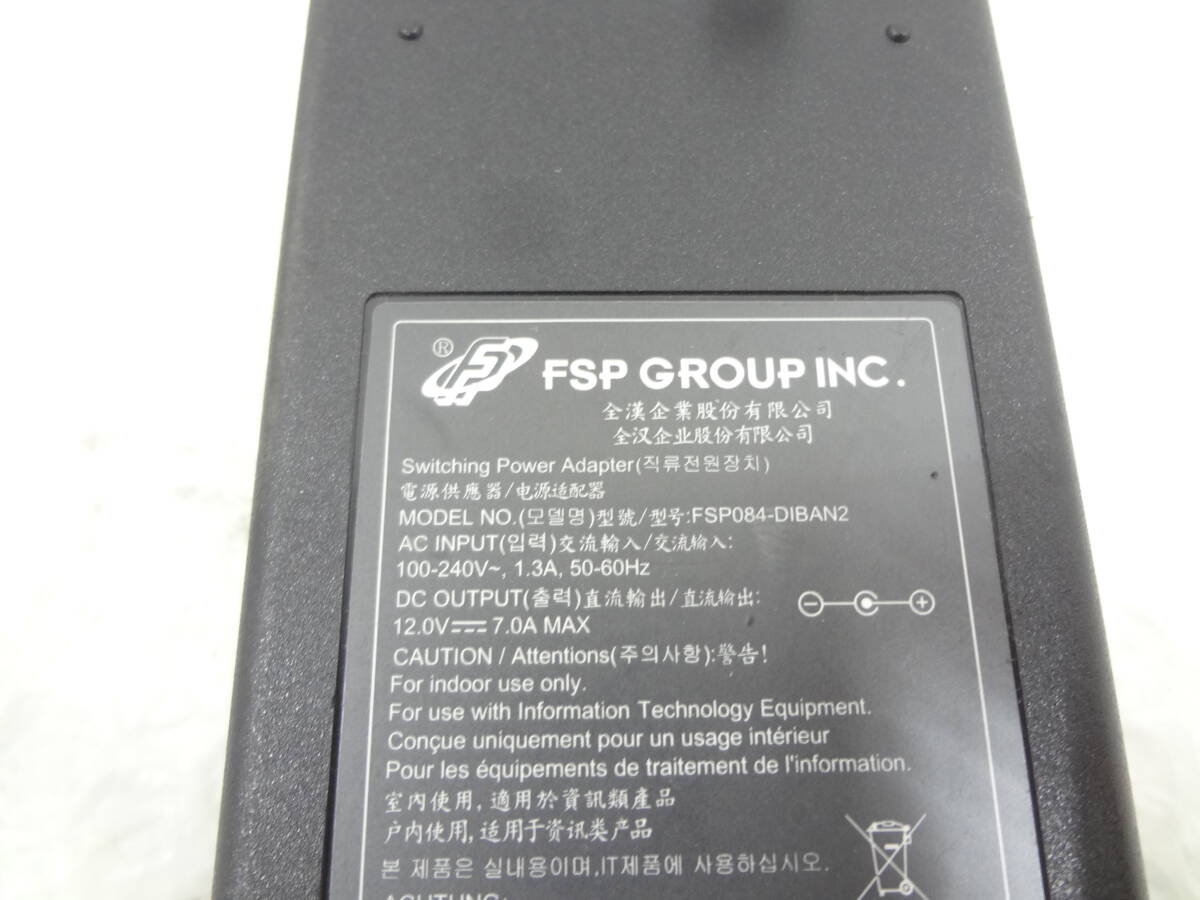 ® FSP GROUP INC.
全漢企業股份有限公司
全汉企业股份有限公司
Switching Power Adapter(직류전원장치)
電源供應器/电源适配器
MODEL NO.(모델명)型號/型号:FSP084-DIBAN2
AC INPUT(입력)交流輸入/交流输入:
100-240V~, 1.3A, 50-60Hz
DC OUTPUT(출력)直流輸出/直流输出:
12.0V⎓ 7.0A MAX
CAUTION / Attentions(주의사항):警告!
For indoor use only.
For use with Information Technology Equipment.
Conçue uniquement pour un usage intérieur
Pour les équipements de traitement de l'information.
室內使用, 適用於資訊類產品
户内使用, 适用于资讯类产品
본 제품은 실내용이며,IT제품에 사용하십시오.
ACHTUNG: